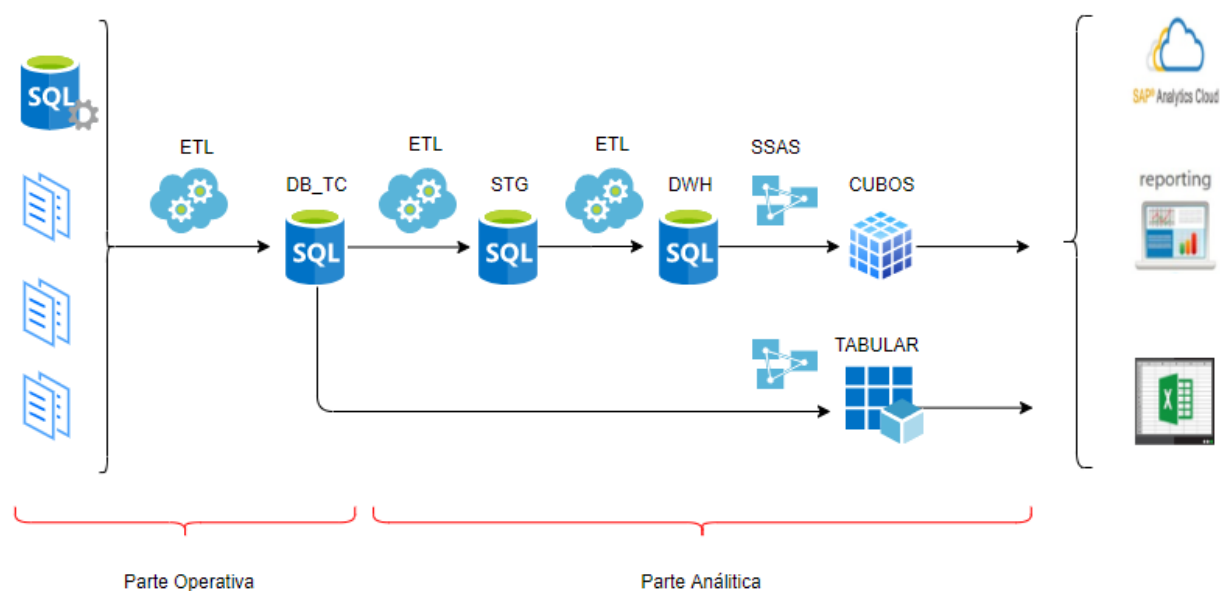 SQL
ETL
DB_TC
SQL
ETL
STG
SQL
ETL
DWH
SQL
SSAS
CUBOS
TABULAR
SAP® Analytics Cloud
reporting
X
Parte Operativa
Parte Análitica